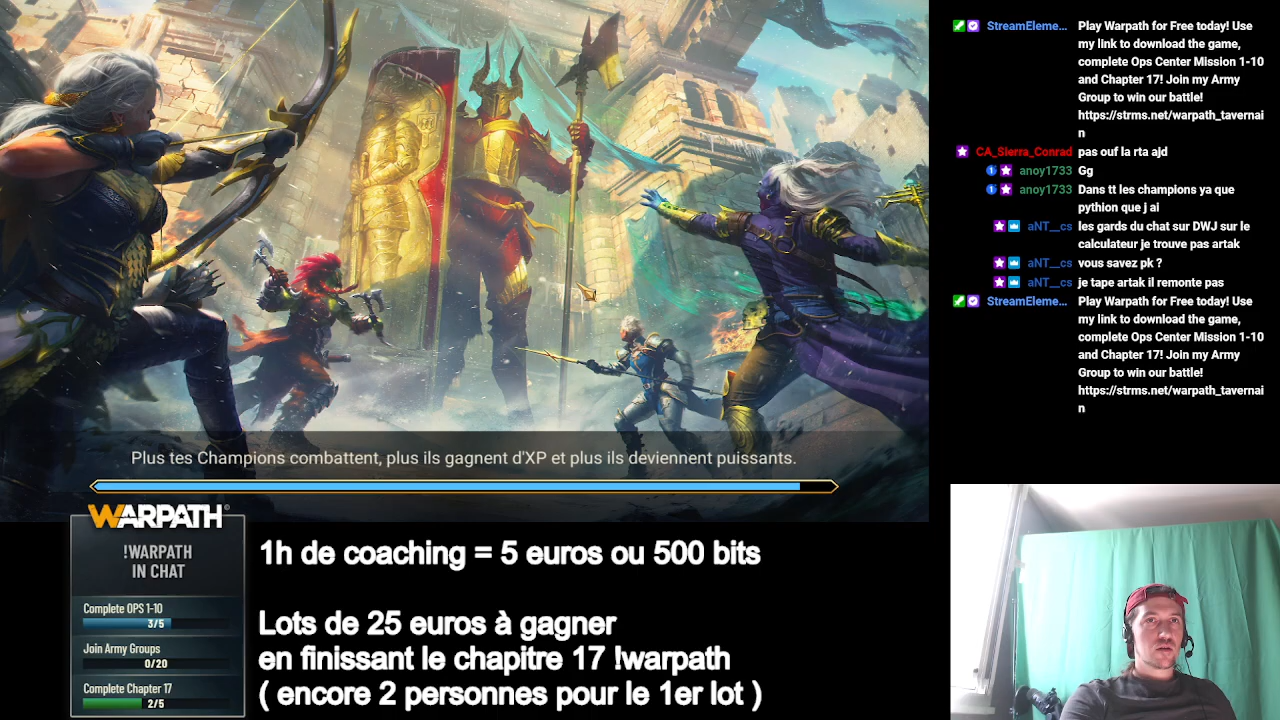 StreamEleme... Play Warpath for Free today! Use
my link to download the game,
complete Ops Center Mission 1-10
and Chapter 17! Join my Army
Group to win our battle!
https://strms.net/warpath_tavernai
n
CA_Sierra_Conrad pas ouf la rta ajd
1 anoy1733 Gg
1 anoy1733 Dans tt les champions ya que
pythion que j ai
aNT__cs les gards du chat sur DWJ sur le
calculateur je trouve pas artak
aNT__cs vous savez pk ?
aNT__cs je tape artak il remonte pas
StreamEleme... Play Warpath for Free today! Use
my link to download the game,
complete Ops Center Mission 1-10
and Chapter 17! Join my Army
Group to win our battle!
https://strms.net/warpath_tavernai
n
Plus tes Champions combattent, plus ils gagnent d'XP et plus ils deviennent puissants.
WARPATH
!WARPATH
IN CHAT
Complete OPS 1-10
3/5
Join Army Groups
0/20
Complete Chapter 17
2/5
1h de coaching = 5 euros ou 500 bits
Lots de 25 euros à gagner
en finissant le chapitre 17 !warpath
( encore 2 personnes pour le 1er lot )